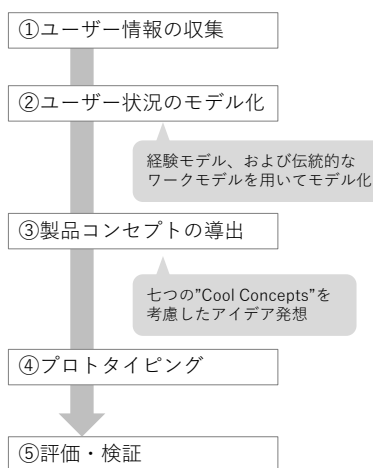 ①ユーザー情報の収集
②ユーザー状況のモデル化
経験モデル、および伝統的な
ワークモデルを用いてモデル化
③製品コンセプトの導出
七つの”Cool Concepts”を
考慮したアイデア発想
④プロトタイピング
⑤評価・検証